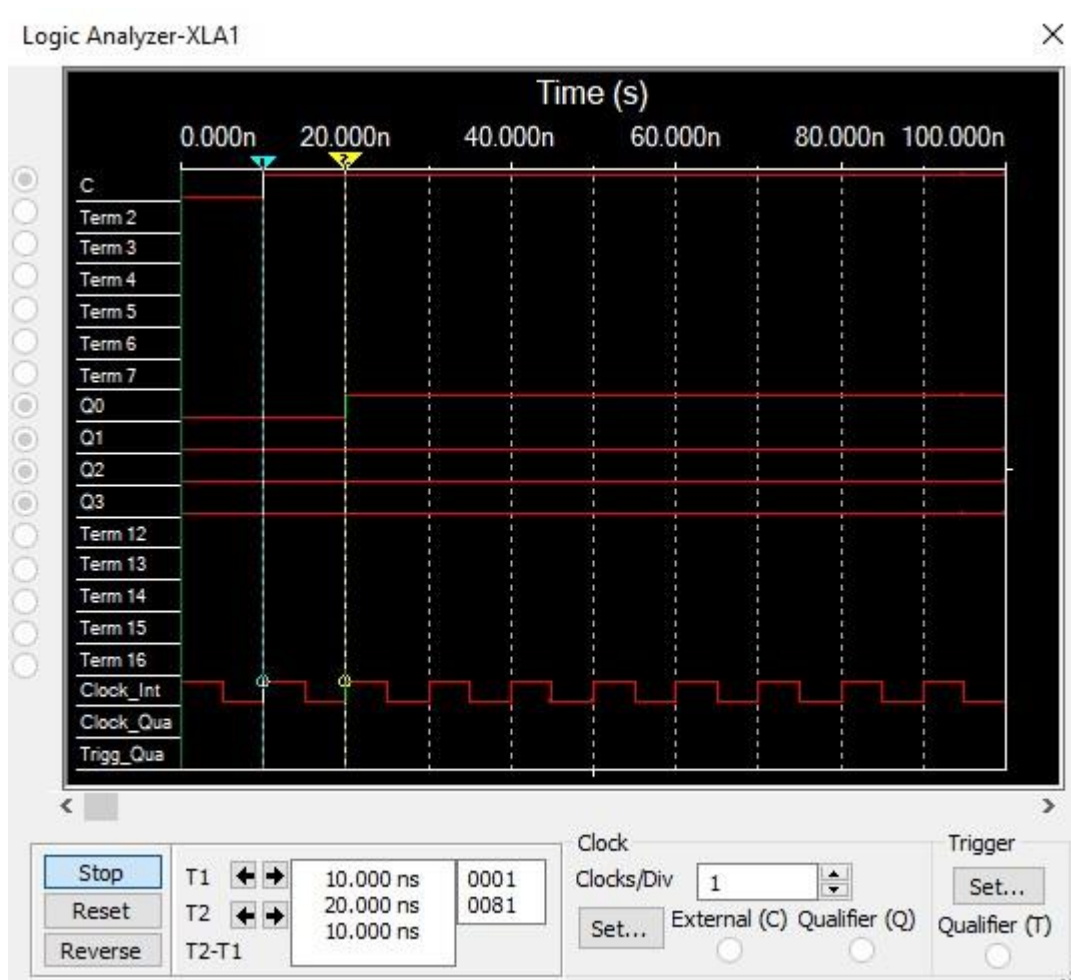 Logic Analyzer-XLA1
Time (s)
0.000n 20.000n 40.000n 60.000n 80.000n 100.000n
1 2
C
Term 2
Term 3
Term 4
Term 5
Term 6
Term 7
Q0
Q1
Q2
Q3
Term 12
Term 13
Term 14
Term 15
Term 16
Clock_Int
Clock_Qua
Trigg_Qua
Clock Trigger
Stop T1 10.000 ns 0001 Clocks/Div 1 Set...
Reset T2 20.000 ns 0081 Set... External (C) Qualifier (Q) Qualifier (T)
Reverse T2-T1 10.000 ns